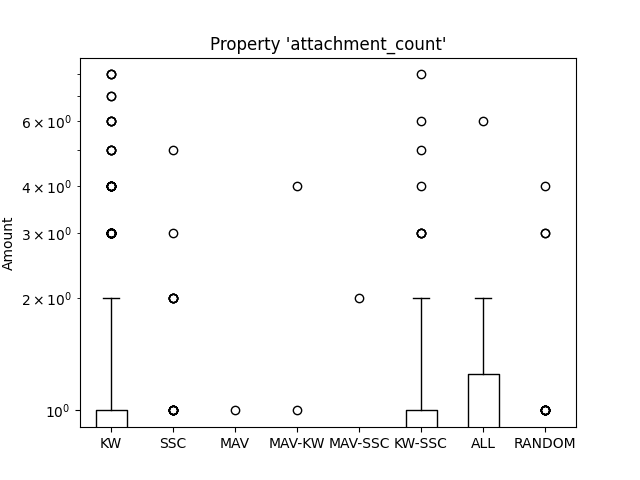 Property 'attachment_count'
Amount
6 × 10⁰
4 × 10⁰
3 × 10⁰
2 × 10⁰
10⁰
KW SSC MAV MAV-KW MAV-SSC KW-SSC ALL RANDOM